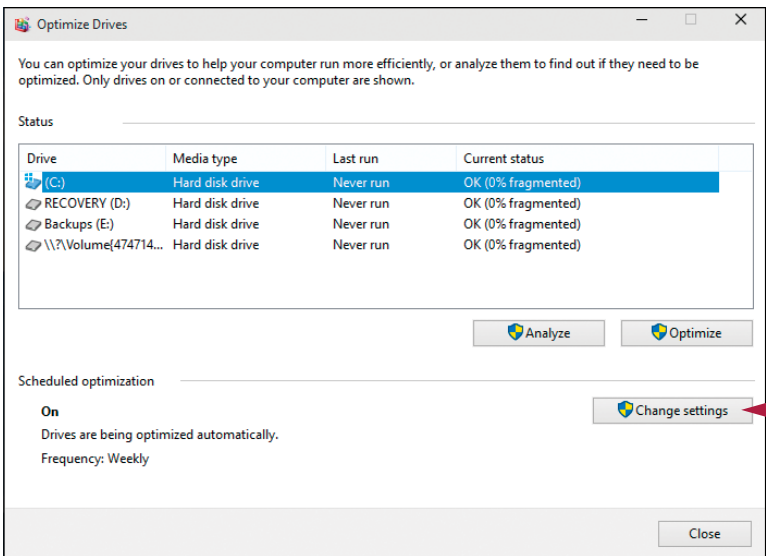 Optimize Drives
You can optimize your drives to help your computer run more efficiently, or analyze them to find out if they need to be
optimized. Only drives on or connected to your computer are shown.
Status
Drive Media type Last run Current status
(C:) Hard disk drive Never run OK (0% fragmented)
RECOVERY (D:) Hard disk drive Never run OK (0% fragmented)
Backups (E:) Hard disk drive Never run OK (0% fragmented)
\\?\Volume{474714... Hard disk drive Never run OK (0% fragmented)
Analyze Optimize
Scheduled optimization
On Change settings
Drives are being optimized automatically.
Frequency: Weekly
Close